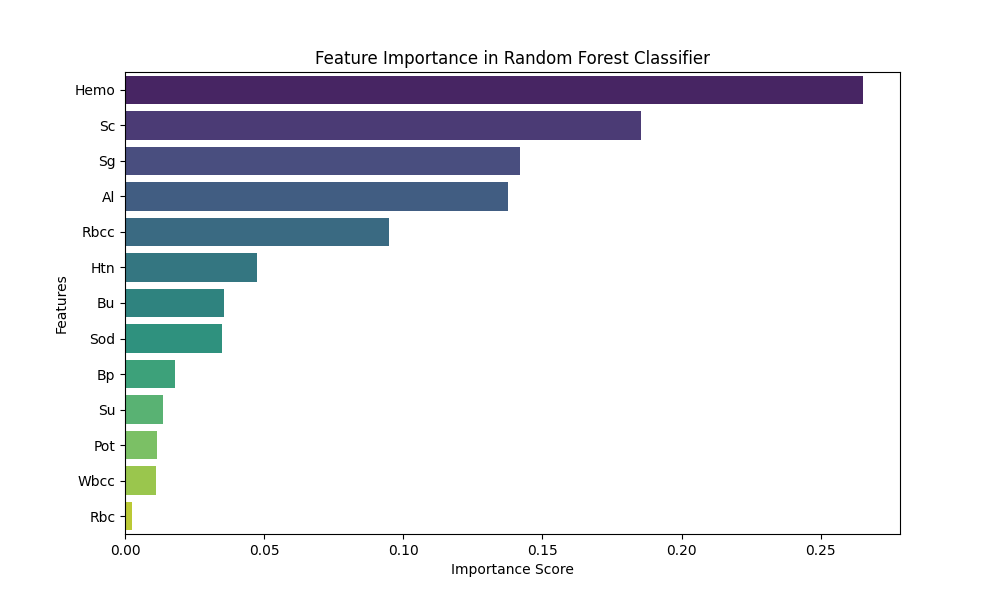 Feature Importance in Random Forest Classifier
Hemo
Sc
Sg
Al
Rbcc
Htn
Bu
Sod
Bp
Su
Pot
Wbcc
Rbc
Features
0.00 0.05 0.10 0.15 0.20 0.25
Importance Score